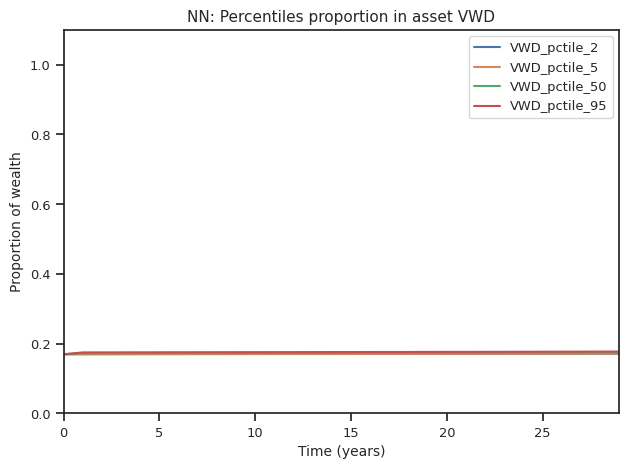 NN: Percentiles proportion in asset VWD
VWD_pctile_2
VWD_pctile_5
VWD_pctile_50
VWD_pctile_95
Proportion of wealth
1.0
0.8
0.6
0.4
0.2
0.0
0 5 10 15 20 25
Time (years)